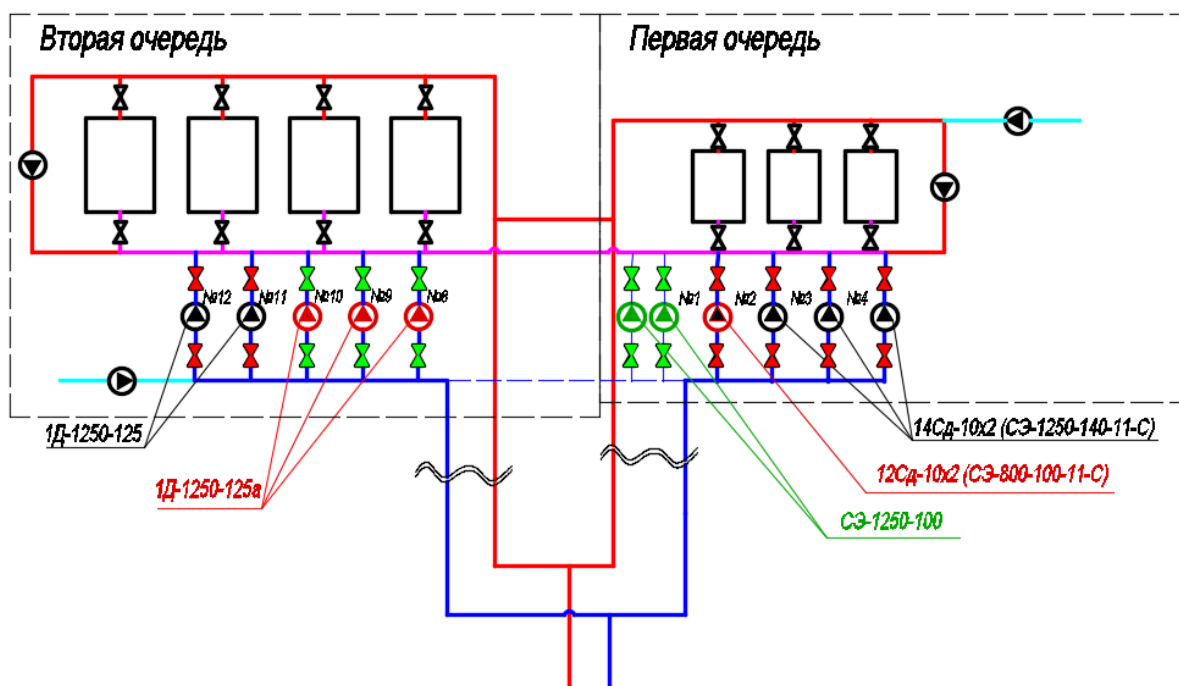 Вторая очередь
Первая очередь
№12 №11 №10 №9 №8 №1 №2 №3 №4
1Д-1250-125
14Сд-10х2 (СЭ-1250-140-11-С)
1Д-1250-125а
12Сд-10х2 (СЭ-800-100-11-С)
СЭ-1250-100